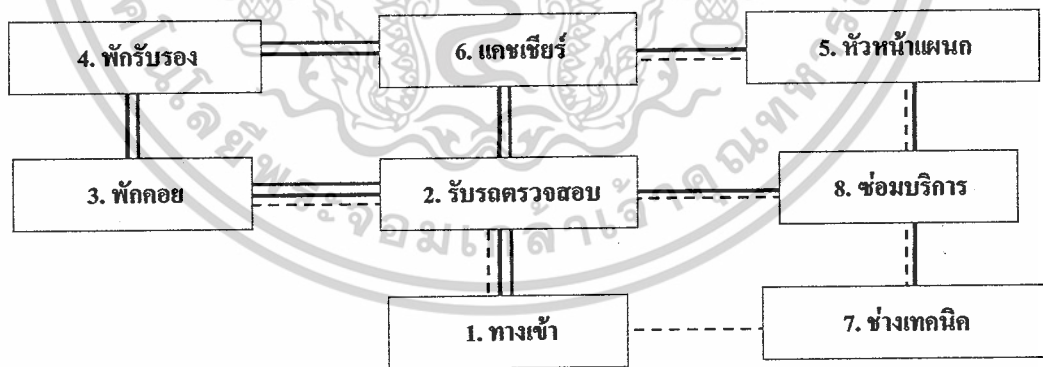 4. พักรับรอง
6. แคชเชียร์
5. หัวหน้าแผนก
3. พักคอย
2. รับรถตรวจสอบ
8. ซ่อมบริการ
1. ทางเข้า
7. ช่างเทคนิค